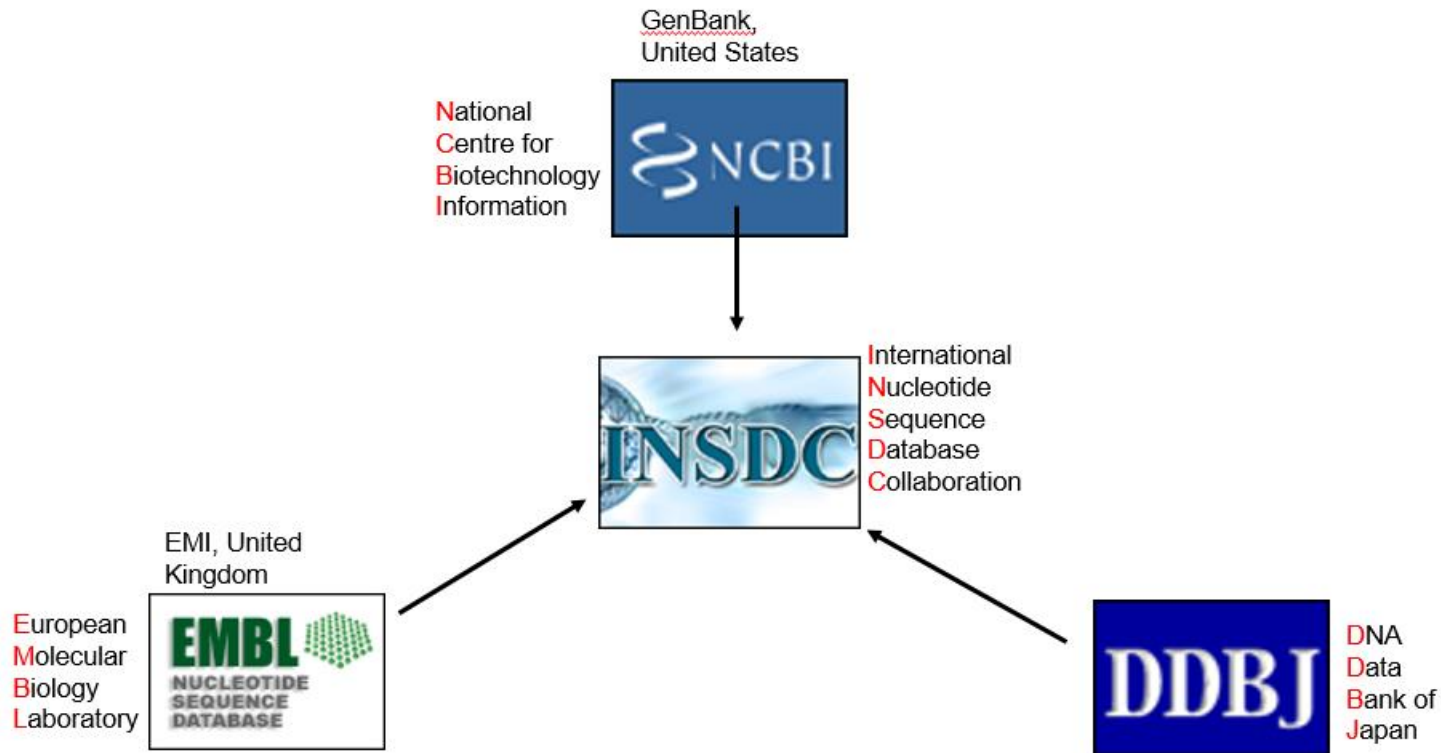 GenBank,
United States
National
Centre for
Biotechnology
Information
NCBI
International
Nucleotide
Sequence
Database
Collaboration
INSDC
EMI, United
Kingdom
European
Molecular
Biology
Laboratory
EMBL
NUCLEOTIDE
SEQUENCE
DATABASE
DDBJ
DNA
Data
Bank of
Japan